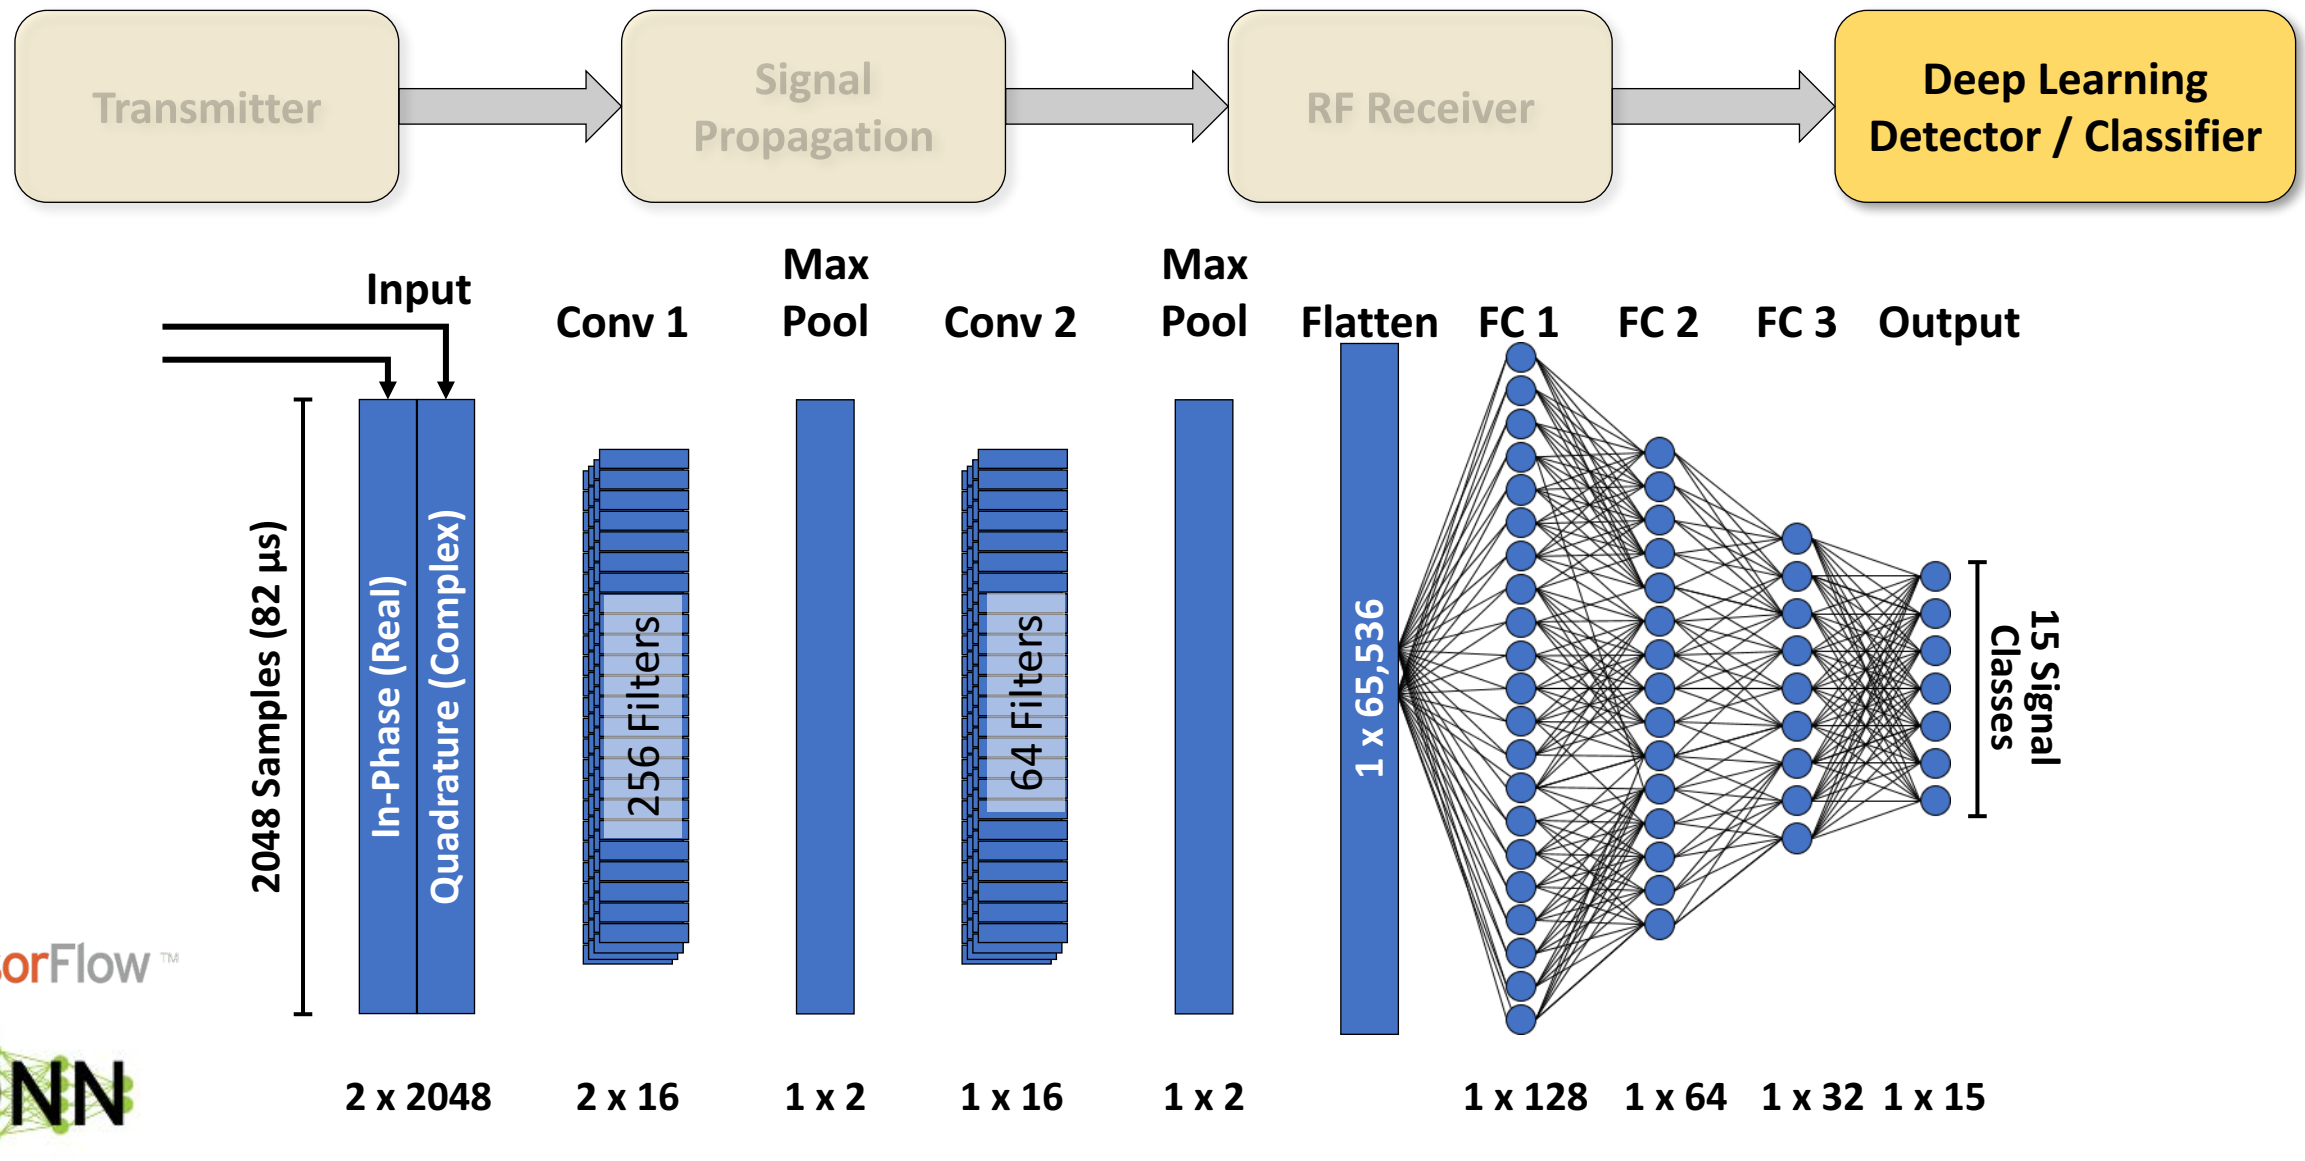 Transmitter
Signal
Propagation
RF Receiver
Deep Learning
Detector / Classifier
Input
Conv 1
Max
Pool
Conv 2
Max
Pool
Flatten
FC 1
FC 2
FC 3
Output
2048 Samples (82 µs)
In-Phase (Real)
Quadrature (Complex)
256 Filters
64 Filters
1 x 65,536
15 Signal
Classes
orFlow ™
NN
2 x 2048
2 x 16
1 x 2
1 x 16
1 x 2
1 x 128
1 x 64
1 x 32
1 x 15